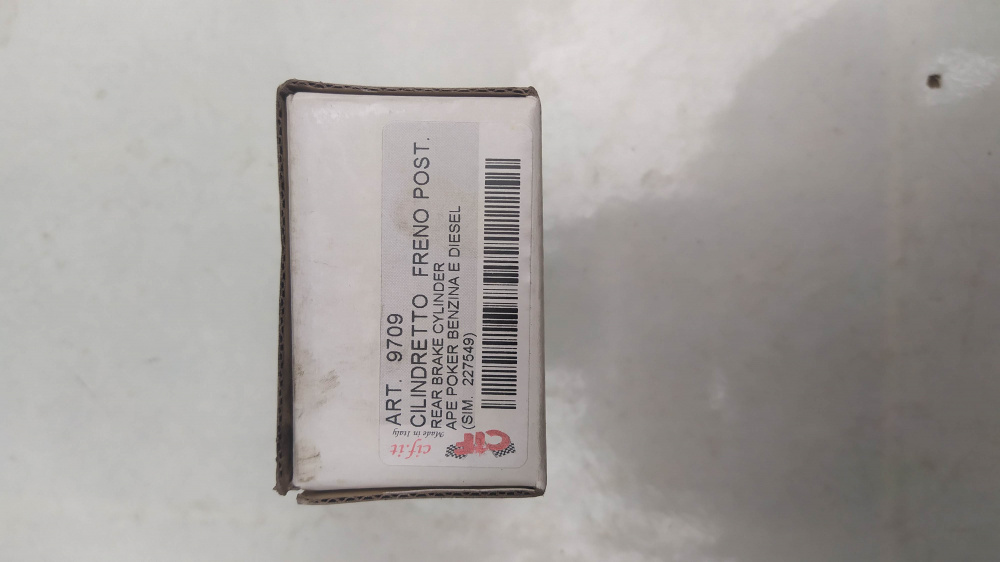 ART. 9709
CILINDRETTO FRENO POST.
REAR BRAKE CYLINDER
APE POKER BENZINA E DIESEL
(SIM. 227549)
cif.it
Made in Italy
CIF